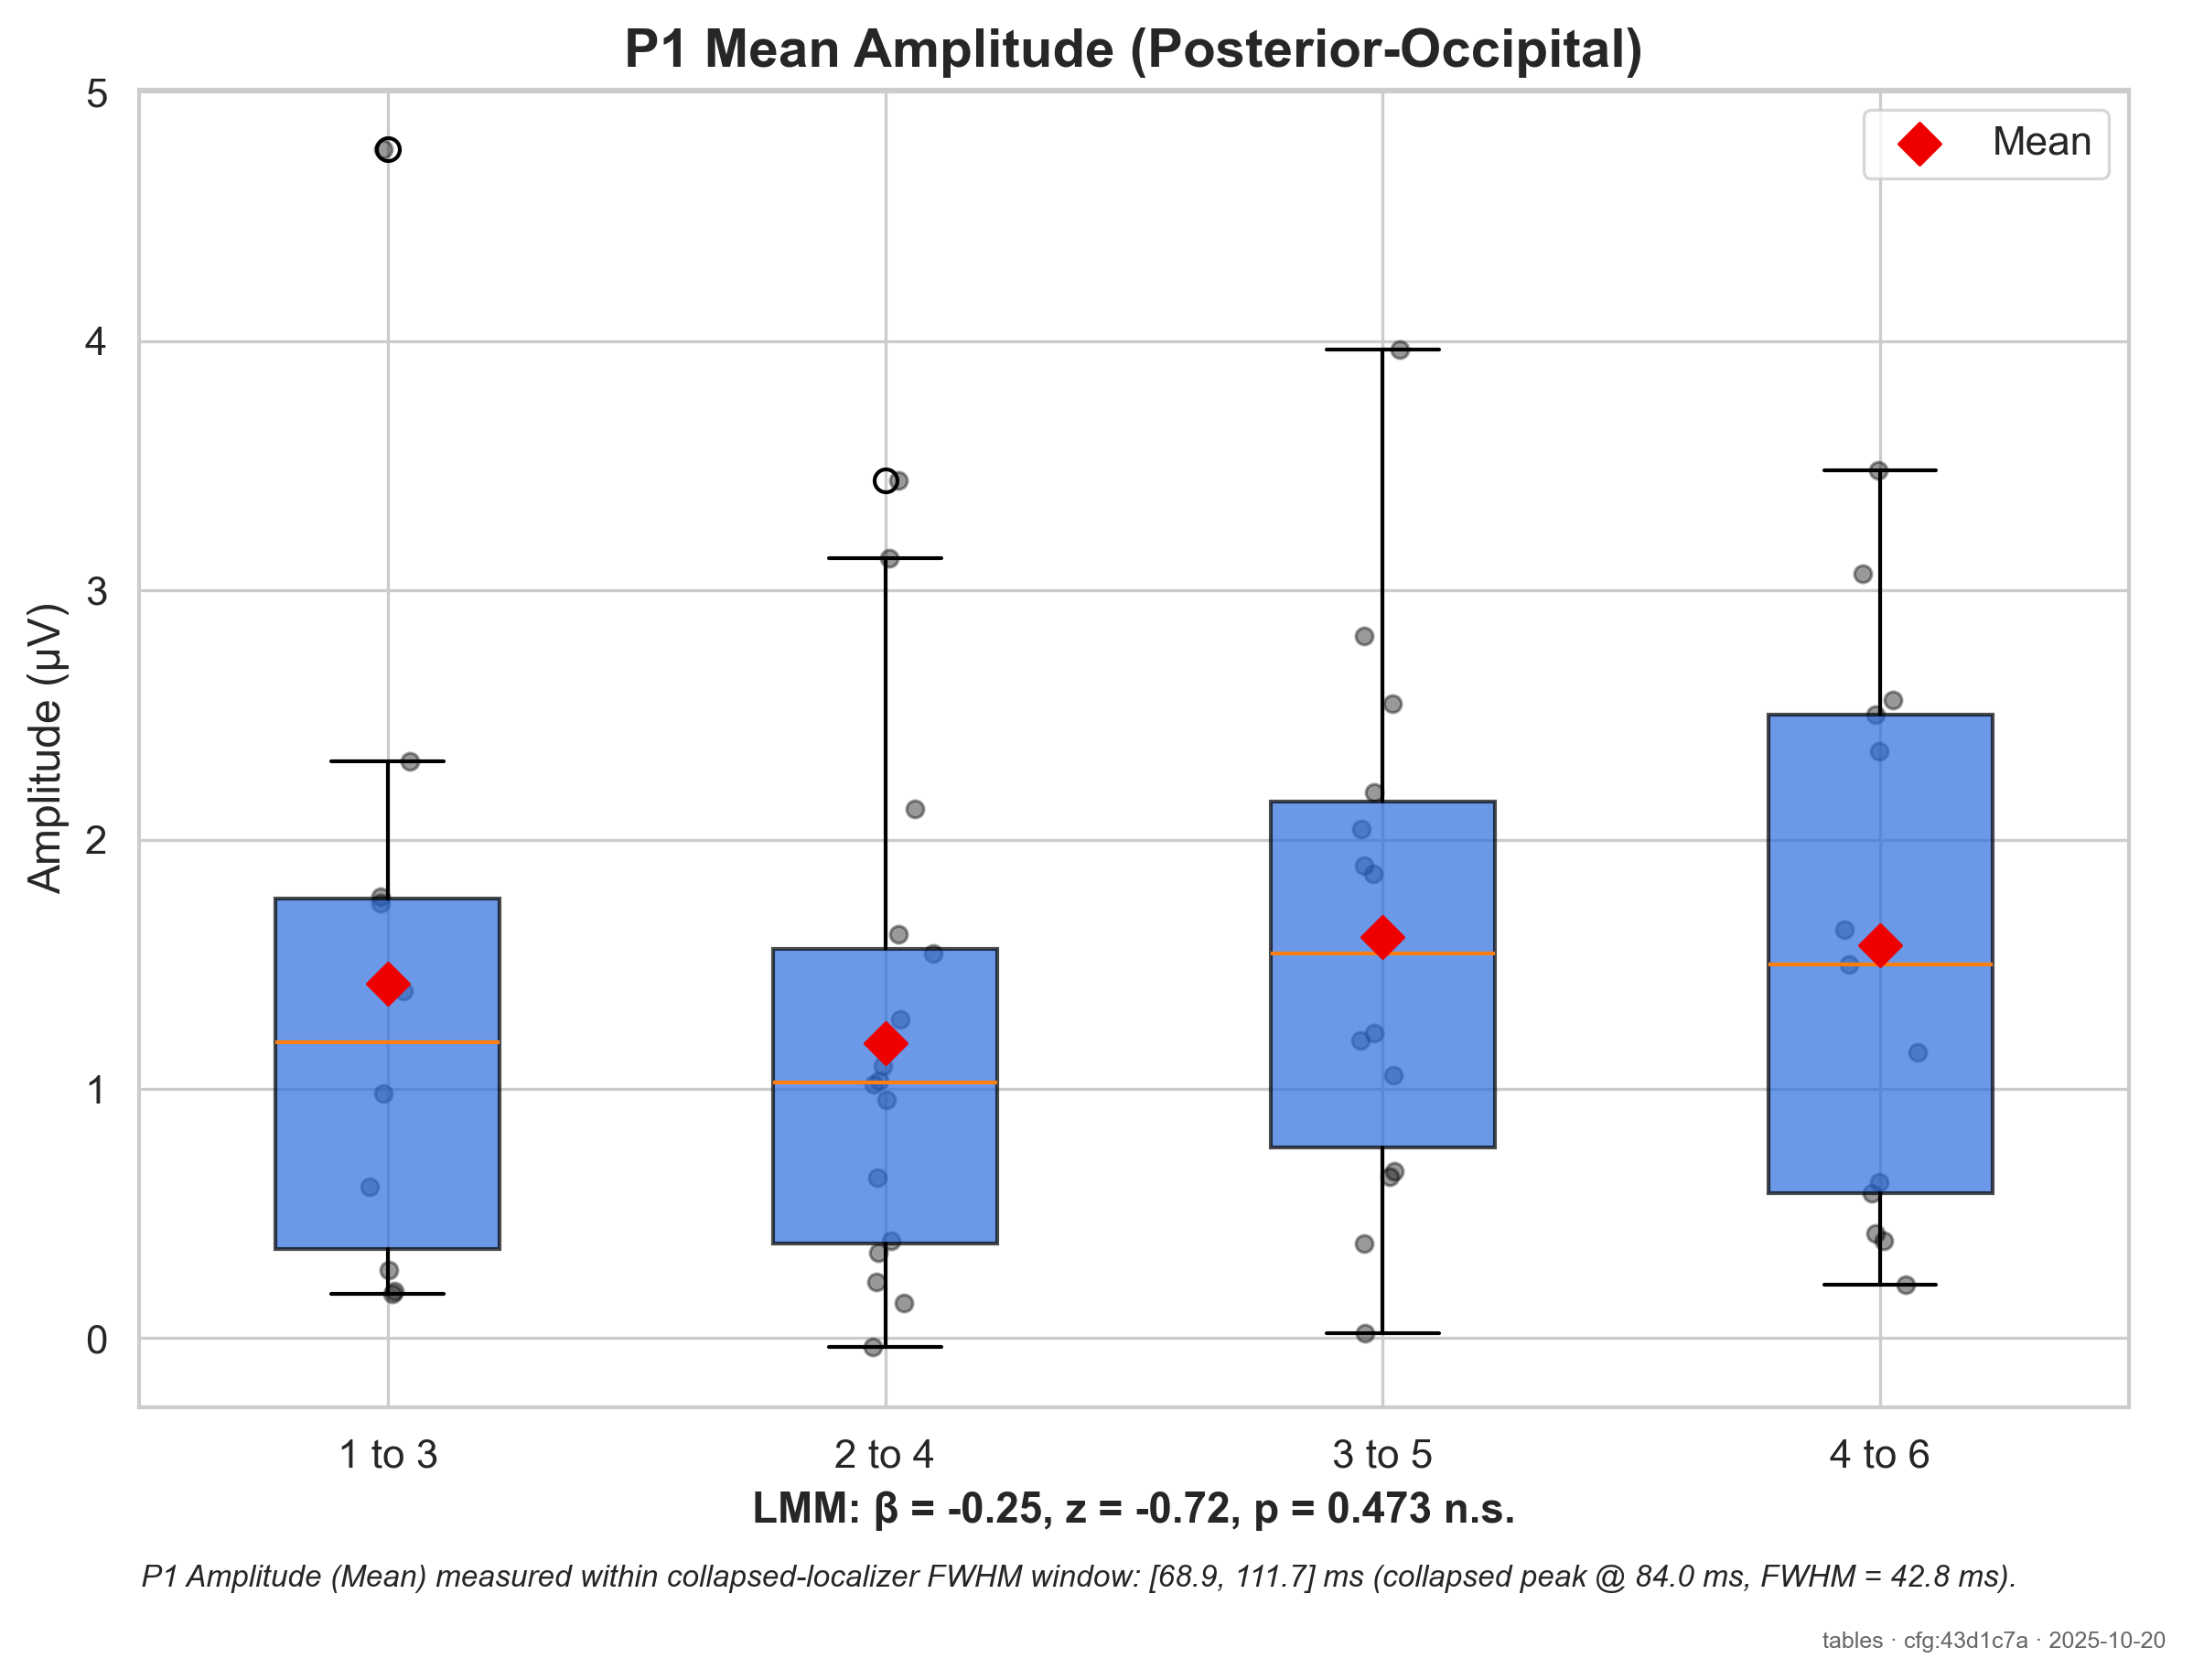 P1 Mean Amplitude (Posterior-Occipital)
5
4
3
2
1
0
Amplitude (µV)
Mean
1 to 3
2 to 4
3 to 5
4 to 6
LMM: β = -0.25, z = -0.72, p = 0.473 n.s.
P1 Amplitude (Mean) measured within collapsed-localizer FWHM window: [68.9, 111.7] ms (collapsed peak @ 84.0 ms, FWHM = 42.8 ms).
tables · cfg:43d1c7a · 2025-10-20